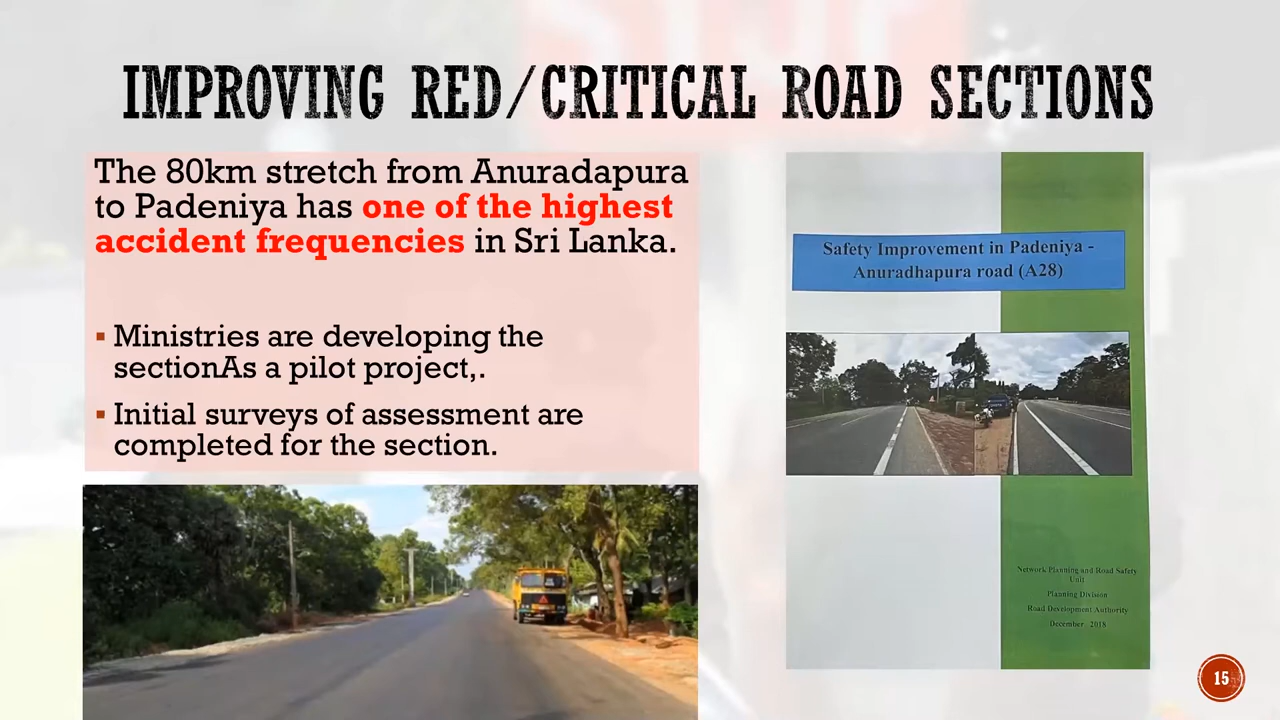 IMPROVING RED/CRITICAL ROAD SECTIONS
The 80km stretch from Anuradapura
to Padeniya has one of the highest
accident frequencies in Sri Lanka.
▪ Ministries are developing the
sectionAs a pilot project,.
▪ Initial surveys of assessment are
completed for the section.
Safety Improvement in Padeniya -
Anuradhapura road (A28)
Network Planning and Road Safety
Unit
Planning Division
Road Development Authority
December 2018
15